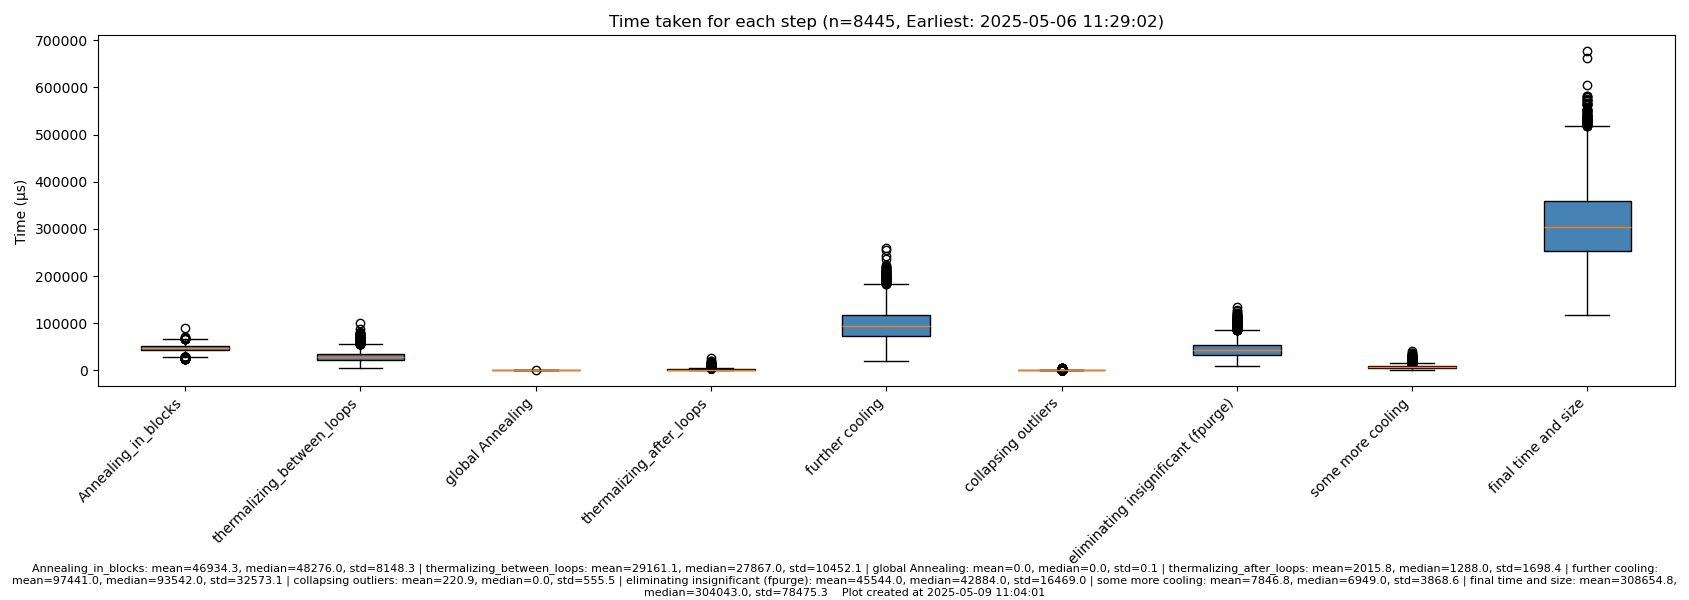 Time taken for each step (n=8445, Earliest: 2025-05-06 11:29:02)
Time (µs)
700000
600000
500000
400000
300000
200000
100000
0
Annealing_in_blocks
thermalizing_between_loops
global Annealing
thermalizing_after_loops
further cooling
collapsing outliers
eliminating insignificant (fpurge)
some more cooling
final time and size
Annealing_in_blocks: mean=46934.3, median=48276.0, std=8148.3 | thermalizing_between_loops: mean=29161.1, median=27867.0, std=10452.1 | global Annealing: mean=0.0, median=0.0, std=0.1 | thermalizing_after_loops: mean=2015.8, median=1288.0, std=1698.4 | further cooling:
mean=97441.0, median=93542.0, std=32573.1 | collapsing outliers: mean=220.9, median=0.0, std=555.5 | eliminating insignificant (fpurge): mean=45544.0, median=42884.0, std=16469.0 | some more cooling: mean=7846.8, median=6949.0, std=3868.6 | final time and size: mean=308654.8,
median=304043.0, std=78475.3    Plot created at 2025-05-09 11:04:01